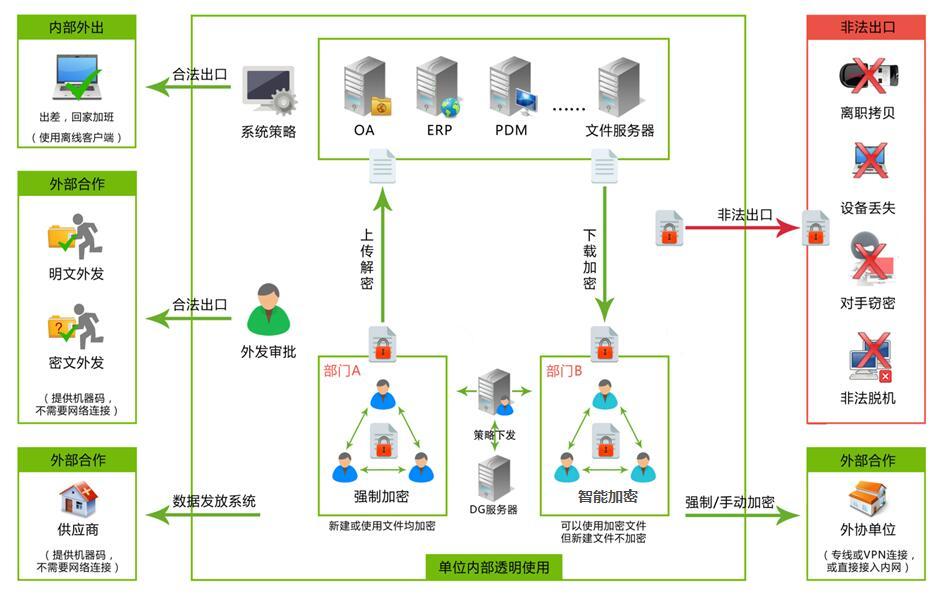 内部外出
出差，回家加班
（使用离线客户端）
合法出口
系统策略
OA
ERP
PDM
......
文件服务器
非法出口
离职拷贝
设备丢失
对手窃密
非法脱机
外部合作
明文外发
?
密文外发
（提供机器码，
不需要网络连接）
合法出口
外发审批
上传解密
下载加密
非法出口
部门A
强制加密
新建或使用文件均加密
策略下发
DG服务器
部门B
智能加密
可以使用加密文件
但新建文件不加密
外部合作
供应商
（提供机器码，
不需要网络连接）
数据发放系统
强制/手动加密
外部合作
外协单位
（专线或VPN连接，
或直接接入内网）
单位内部透明使用